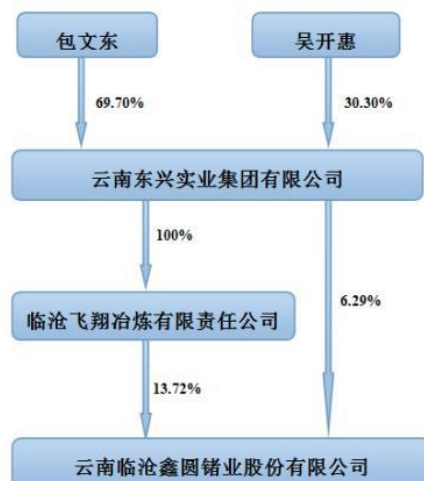 包文东
吴开惠
69.70%
30.30%
云南东兴实业集团有限公司
100%
6.29%
临沧飞翔冶炼有限责任公司
13.72%
云南临沧鑫圆锗业股份有限公司